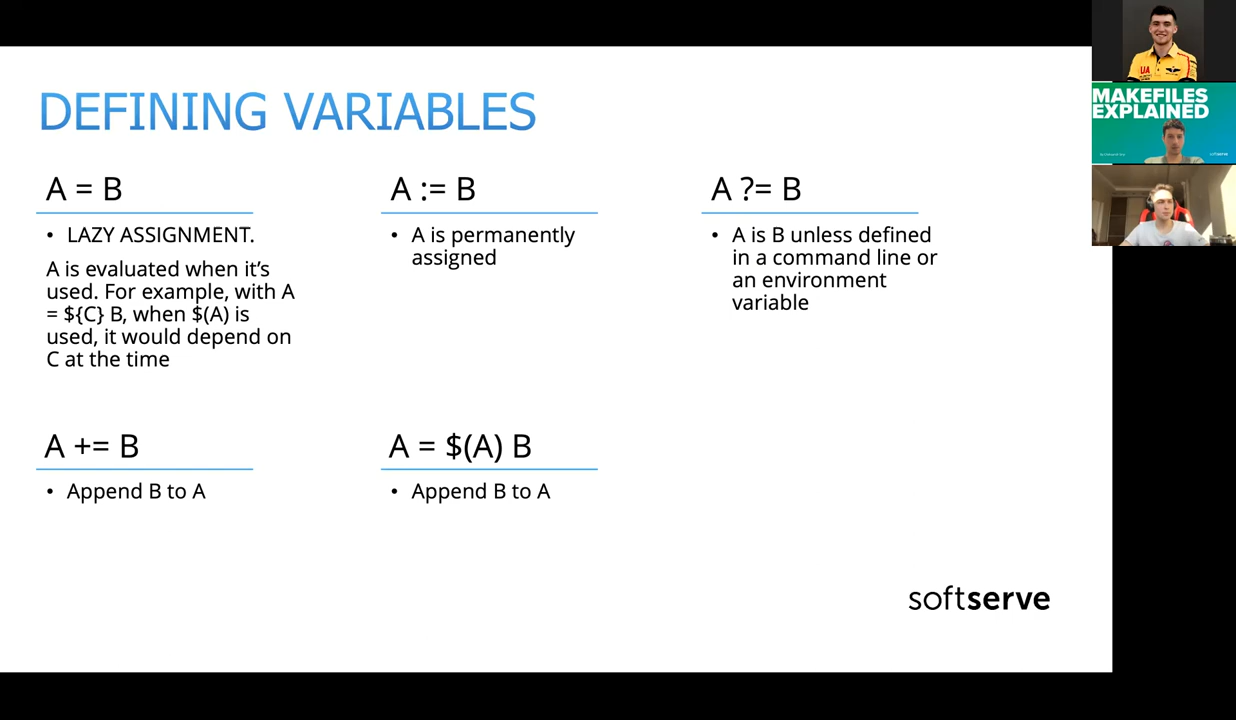 DEFINING VARIABLES
A = B
• LAZY ASSIGNMENT.
A is evaluated when it’s
used. For example, with A
= ${C} B, when $(A) is
used, it would depend on
C at the time
A := B
• A is permanently
assigned
A ?= B
• A is B unless defined
in a command line or
an environment
variable
A += B
• Append B to A
A = $(A) B
• Append B to A
softserve
UA
MAKEFILES
EXPLAINED
softserve